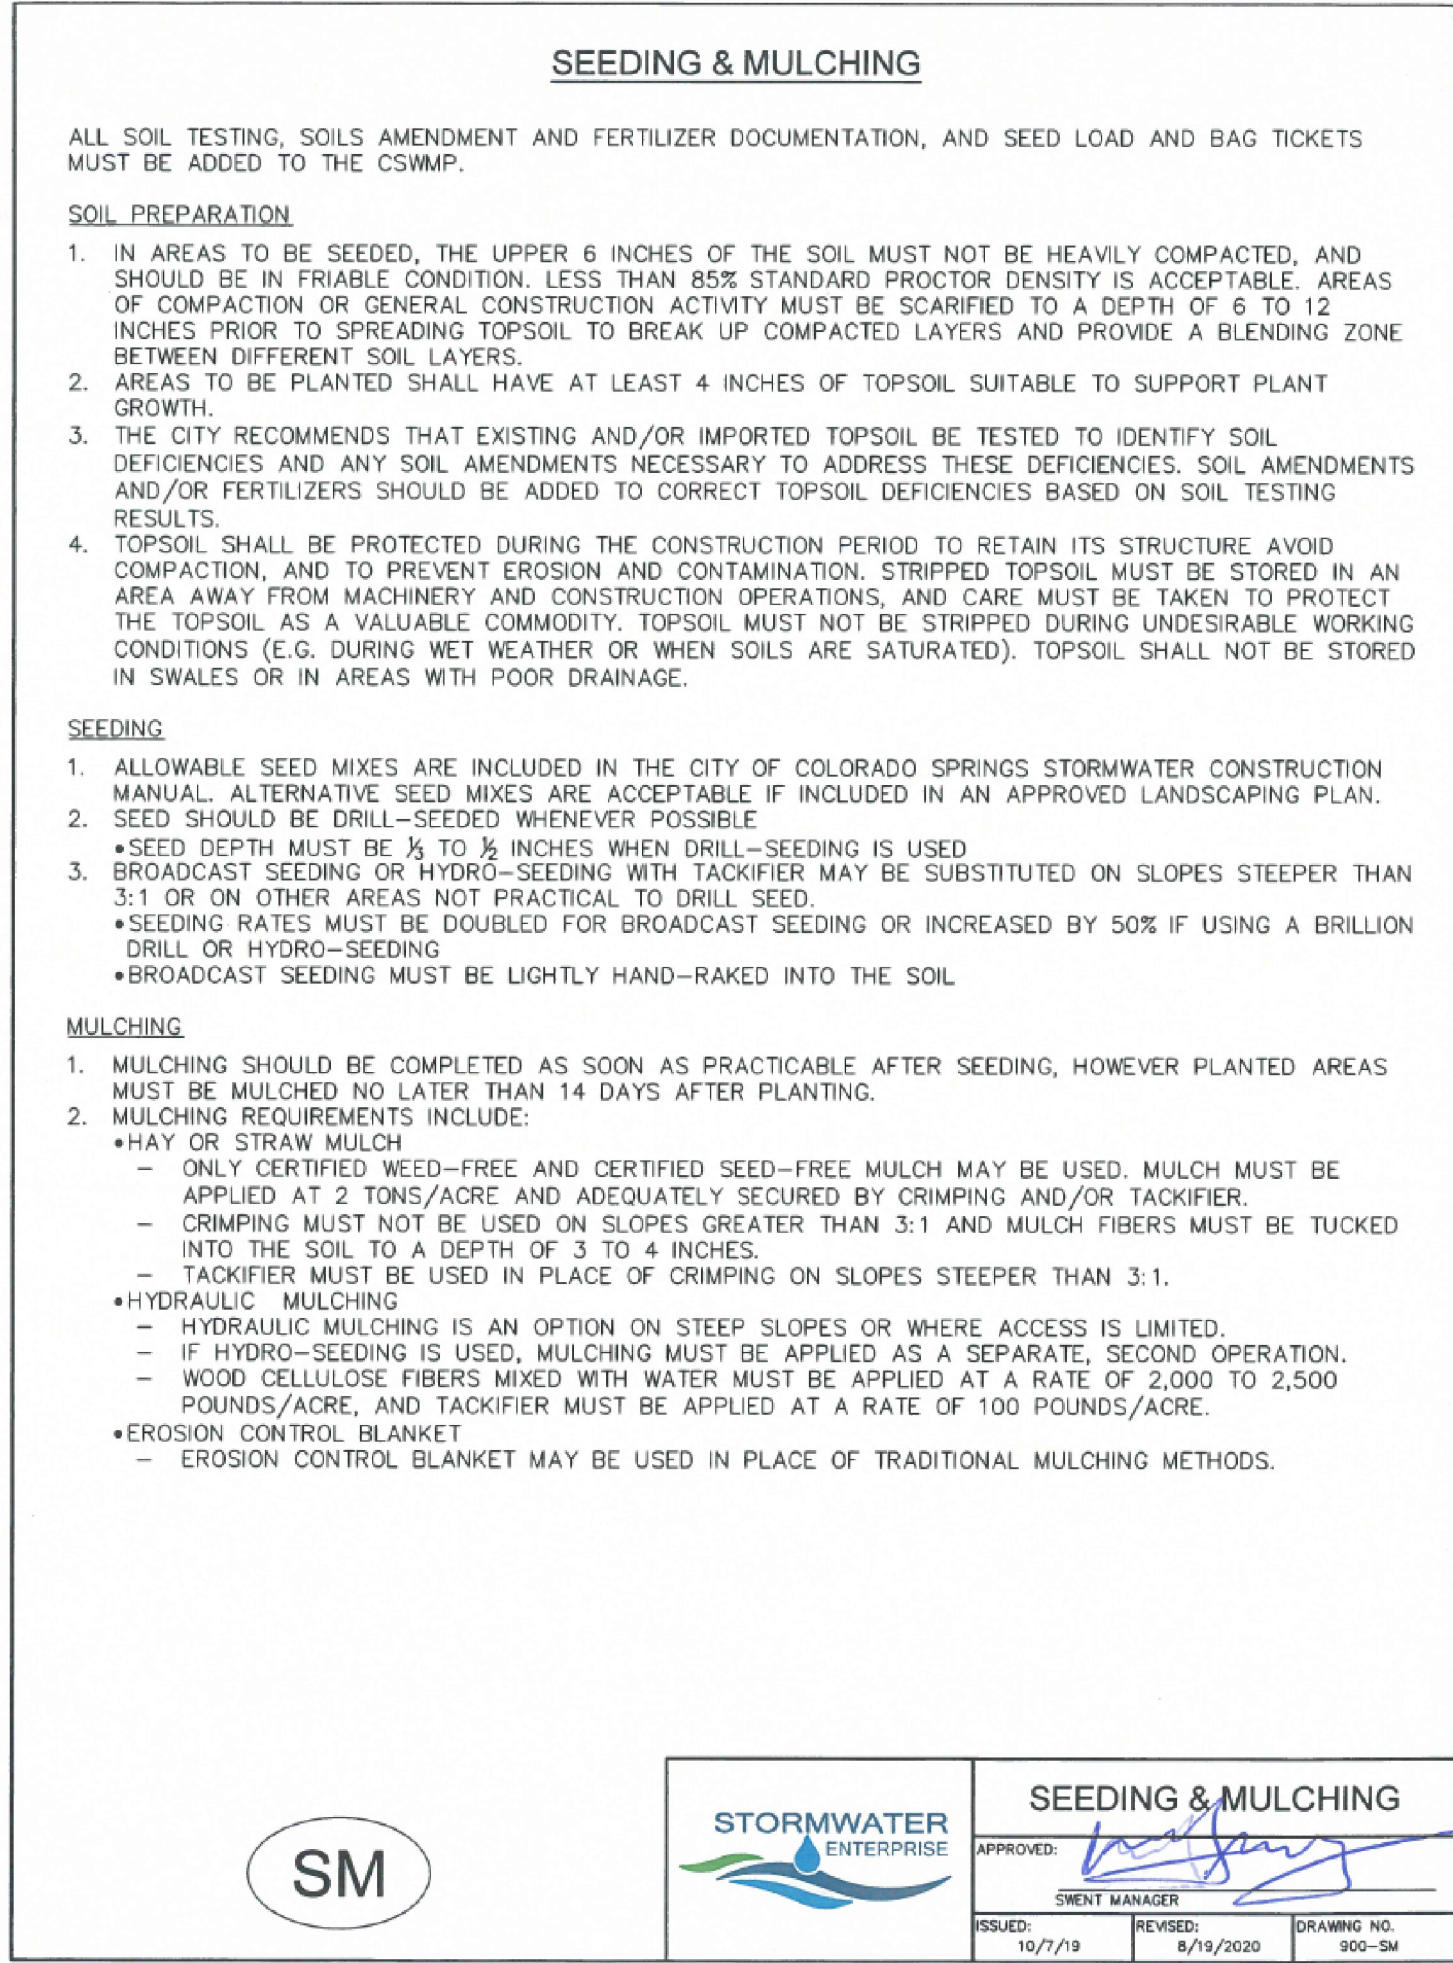 SEEDING & MULCHING
ALL SOIL TESTING, SOILS AMENDMENT AND FERTILIZER DOCUMENTATION, AND SEED LOAD AND BAG TICKETS
MUST BE ADDED TO THE CSWMP.
SOIL PREPARATION
1. IN AREAS TO BE SEEDED, THE UPPER 6 INCHES OF THE SOIL MUST NOT BE HEAVILY COMPACTED, AND
SHOULD BE IN FRIABLE CONDITION. LESS THAN 85% STANDARD PROCTOR DENSITY IS ACCEPTABLE. AREAS
OF COMPACTION OR GENERAL CONSTRUCTION ACTIVITY MUST BE SCARIFIED TO A DEPTH OF 6 TO 12
INCHES PRIOR TO SPREADING TOPSOIL TO BREAK UP COMPACTED LAYERS AND PROVIDE A BLENDING ZONE
BETWEEN DIFFERENT SOIL LAYERS.
2. AREAS TO BE PLANTED SHALL HAVE AT LEAST 4 INCHES OF TOPSOIL SUITABLE TO SUPPORT PLANT
GROWTH.
3. THE CITY RECOMMENDS THAT EXISTING AND/OR IMPORTED TOPSOIL BE TESTED TO IDENTIFY SOIL
DEFICIENCIES AND ANY SOIL AMENDMENTS NECESSARY TO ADDRESS THESE DEFICIENCIES. SOIL AMENDMENTS
AND/OR FERTILIZERS SHOULD BE ADDED TO CORRECT TOPSOIL DEFICIENCIES BASED ON SOIL TESTING
RESULTS.
4. TOPSOIL SHALL BE PROTECTED DURING THE CONSTRUCTION PERIOD TO RETAIN ITS STRUCTURE AVOID
COMPACTION, AND TO PREVENT EROSION AND CONTAMINATION. STRIPPED TOPSOIL MUST BE STORED IN AN
AREA AWAY FROM MACHINERY AND CONSTRUCTION OPERATIONS, AND CARE MUST BE TAKEN TO PROTECT
THE TOPSOIL AS A VALUABLE COMMODITY. TOPSOIL MUST NOT BE STRIPPED DURING UNDESIRABLE WORKING
CONDITIONS (E.G. DURING WET WEATHER OR WHEN SOILS ARE SATURATED). TOPSOIL SHALL NOT BE STORED
IN SWALES OR IN AREAS WITH POOR DRAINAGE.
SEEDING
1. ALLOWABLE SEED MIXES ARE INCLUDED IN THE CITY OF COLORADO SPRINGS STORMWATER CONSTRUCTION
MANUAL. ALTERNATIVE SEED MIXES ARE ACCEPTABLE IF INCLUDED IN AN APPROVED LANDSCAPING PLAN.
2. SEED SHOULD BE DRILL–SEEDED WHENEVER POSSIBLE
•SEED DEPTH MUST BE ⅓ TO ½ INCHES WHEN DRILL–SEEDING IS USED
3. BROADCAST SEEDING OR HYDRO–SEEDING WITH TACKIFIER MAY BE SUBSTITUTED ON SLOPES STEEPER THAN
3:1 OR ON OTHER AREAS NOT PRACTICAL TO DRILL SEED.
•SEEDING RATES MUST BE DOUBLED FOR BROADCAST SEEDING OR INCREASED BY 50% IF USING A BRILLION
DRILL OR HYDRO–SEEDING
•BROADCAST SEEDING MUST BE LIGHTLY HAND–RAKED INTO THE SOIL
MULCHING
1. MULCHING SHOULD BE COMPLETED AS SOON AS PRACTICABLE AFTER SEEDING, HOWEVER PLANTED AREAS
MUST BE MULCHED NO LATER THAN 14 DAYS AFTER PLANTING.
2. MULCHING REQUIREMENTS INCLUDE:
•HAY OR STRAW MULCH
– ONLY CERTIFIED WEED–FREE AND CERTIFIED SEED–FREE MULCH MAY BE USED. MULCH MUST BE
APPLIED AT 2 TONS/ACRE AND ADEQUATELY SECURED BY CRIMPING AND/OR TACKIFIER.
– CRIMPING MUST NOT BE USED ON SLOPES GREATER THAN 3:1 AND MULCH FIBERS MUST BE TUCKED
INTO THE SOIL TO A DEPTH OF 3 TO 4 INCHES.
– TACKIFIER MUST BE USED IN PLACE OF CRIMPING ON SLOPES STEEPER THAN 3:1.
•HYDRAULIC MULCHING
– HYDRAULIC MULCHING IS AN OPTION ON STEEP SLOPES OR WHERE ACCESS IS LIMITED.
– IF HYDRO–SEEDING IS USED, MULCHING MUST BE APPLIED AS A SEPARATE, SECOND OPERATION.
– WOOD CELLULOSE FIBERS MIXED WITH WATER MUST BE APPLIED AT A RATE OF 2,000 TO 2,500
POUNDS/ACRE, AND TACKIFIER MUST BE APPLIED AT A RATE OF 100 POUNDS/ACRE.
•EROSION CONTROL BLANKET
– EROSION CONTROL BLANKET MAY BE USED IN PLACE OF TRADITIONAL MULCHING METHODS.
SM
STORMWATER
ENTERPRISE
SEEDING & MULCHING
APPROVED:
SWENT MANAGER
ISSUED:
10/7/19
REVISED:
8/19/2020
DRAWING NO.
900–SM